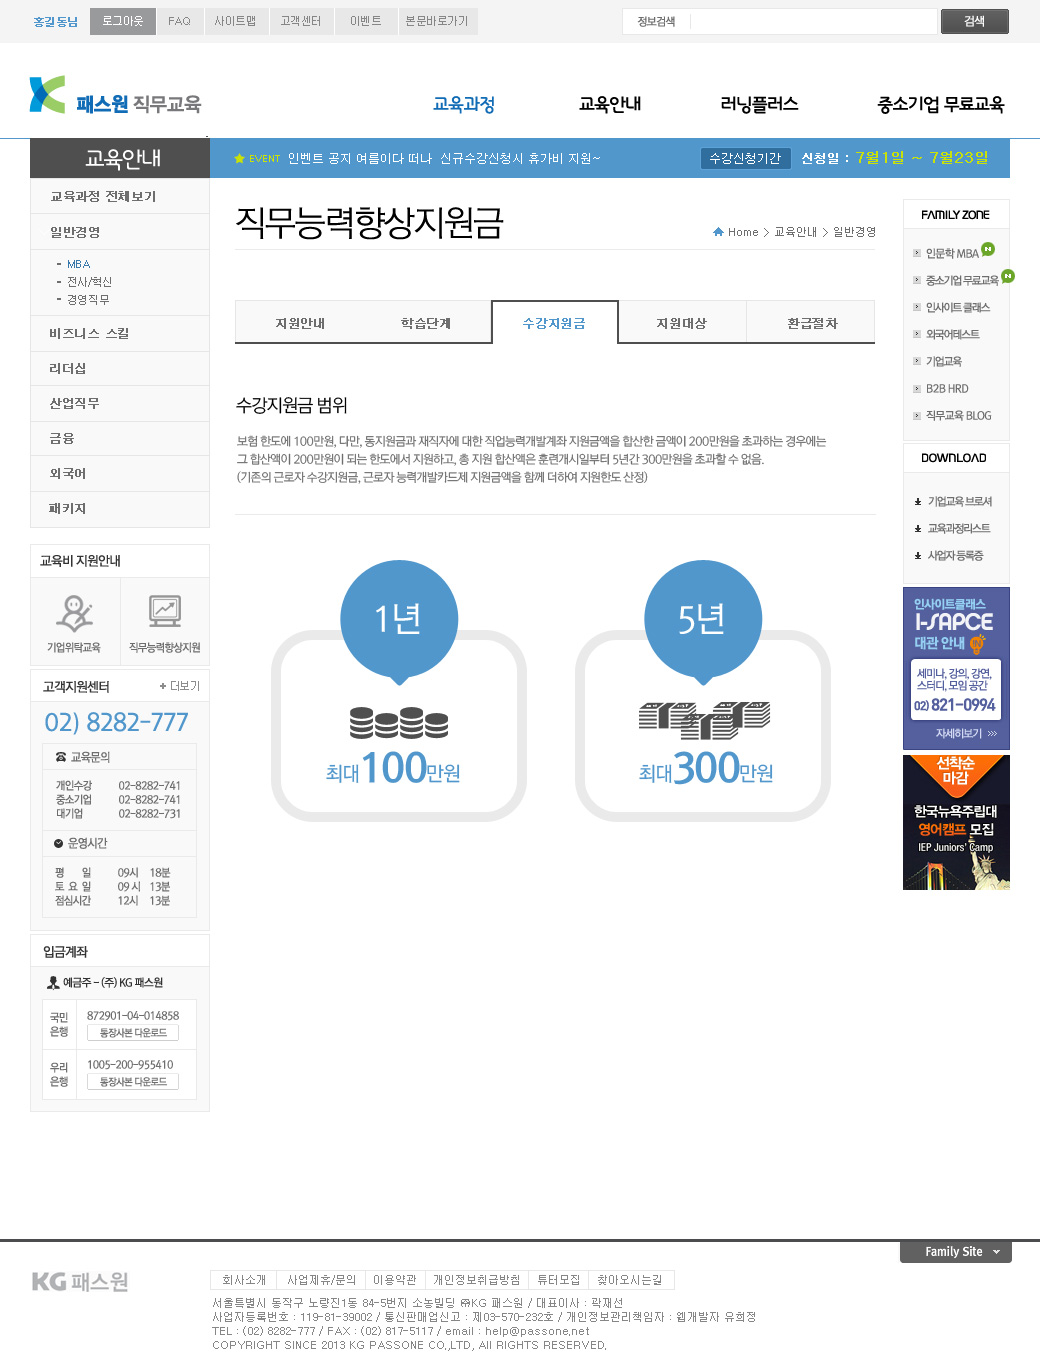 홍길동님 로그아웃 FAQ 사이트맵 고객센터 이벤트 본문바로가기 정보검색 검색
패스원 직무교육 교육과정 교육안내 러닝플러스 중소기업 무료교육
교육안내
EVENT 인벤트 공지 여름이다 떠나 신규수강신청시 휴가비 지원~ 수강신청기간 신청일 : 7월1일 ~ 7월23일
교육과정 전체보기
일반경영
- MBA
- 전사/혁신
- 경영직무
비즈니스 스킬
리더십
산업직무
금융
외국어
패키지
교육비 지원안내
기업위탁교육 직무능력향상지원
고객지원센터 + 더보기
02) 8282-777
교육문의
개인수강 02-8282-741
중소기업 02-8282-741
대기업 02-8282-731
운영시간
평 일 09시 18분
토 요 일 09 시 13분
점심시간 12시 13분
입금계좌
예금주 - (주) KG 패스원
국민은행 872901-04-014858
통장사본 다운로드
우리은행 1005-200-955410
통장사본 다운로드
직무능력향상지원금
Home > 교육안내 > 일반경영
지원안내 학습단계 수강지원금 지원대상 환급절차
수강지원금 범위
보험 한도에 100만원, 다만, 동지원금과 재직자에 대한 직업능력개발계좌 지원금액을 합산한 금액이 200만원을 초과하는 경우에는
그 합산액이 200만원이 되는 한도에서 지원하고, 총 지원 합산액은 훈련개시일부터 5년간 300만원을 초과할 수 없음.
(기존의 근로자 수강지원금, 근로자 능력개발카드제 지원금액을 함께 더하여 지원한도 산정)
1년
최대100만원
5년
최대300만원
FAMILY ZONE
인문학 MBA N
중소기업 무료교육 N
인사이트 클래스
외국어테스트
기업교육
B2B HRD
직무교육 BLOG
DOWNLOAD
기업교육 브로셔
교육과정리스트
사업자 등록증
인사이트클래스
I-SAPCE
대관 안내 IN
세미나, 강의, 강연,
스터디, 모임 공간
02) 821-0994
자세히보기
선착순
마감
한국뉴욕주립대
영어캠프 모집
IEP Juniors' Camp
Family Site
KG 패스원
회사소개 사업제휴/문의 이용약관 개인정보취급방침 튜터모집 찾아오시는길
서울특별시 동작구 노량진1동 84-5번지 소농빌딩 ㈜KG 패스원 / 대표이사 : 곽재선
사업자등록번호 : 119-81-39002 / 통신판매업신고 : 제03-570-232호 / 개인정보관리책임자 : 웹개발자 유희정
TEL : (02) 8282-777 / FAX : (02) 817-5117 / email : help@passone.net
COPYRIGHT SINCE 2013 KG PASSONE CO.,LTD, All RIGHTS RESERVED.